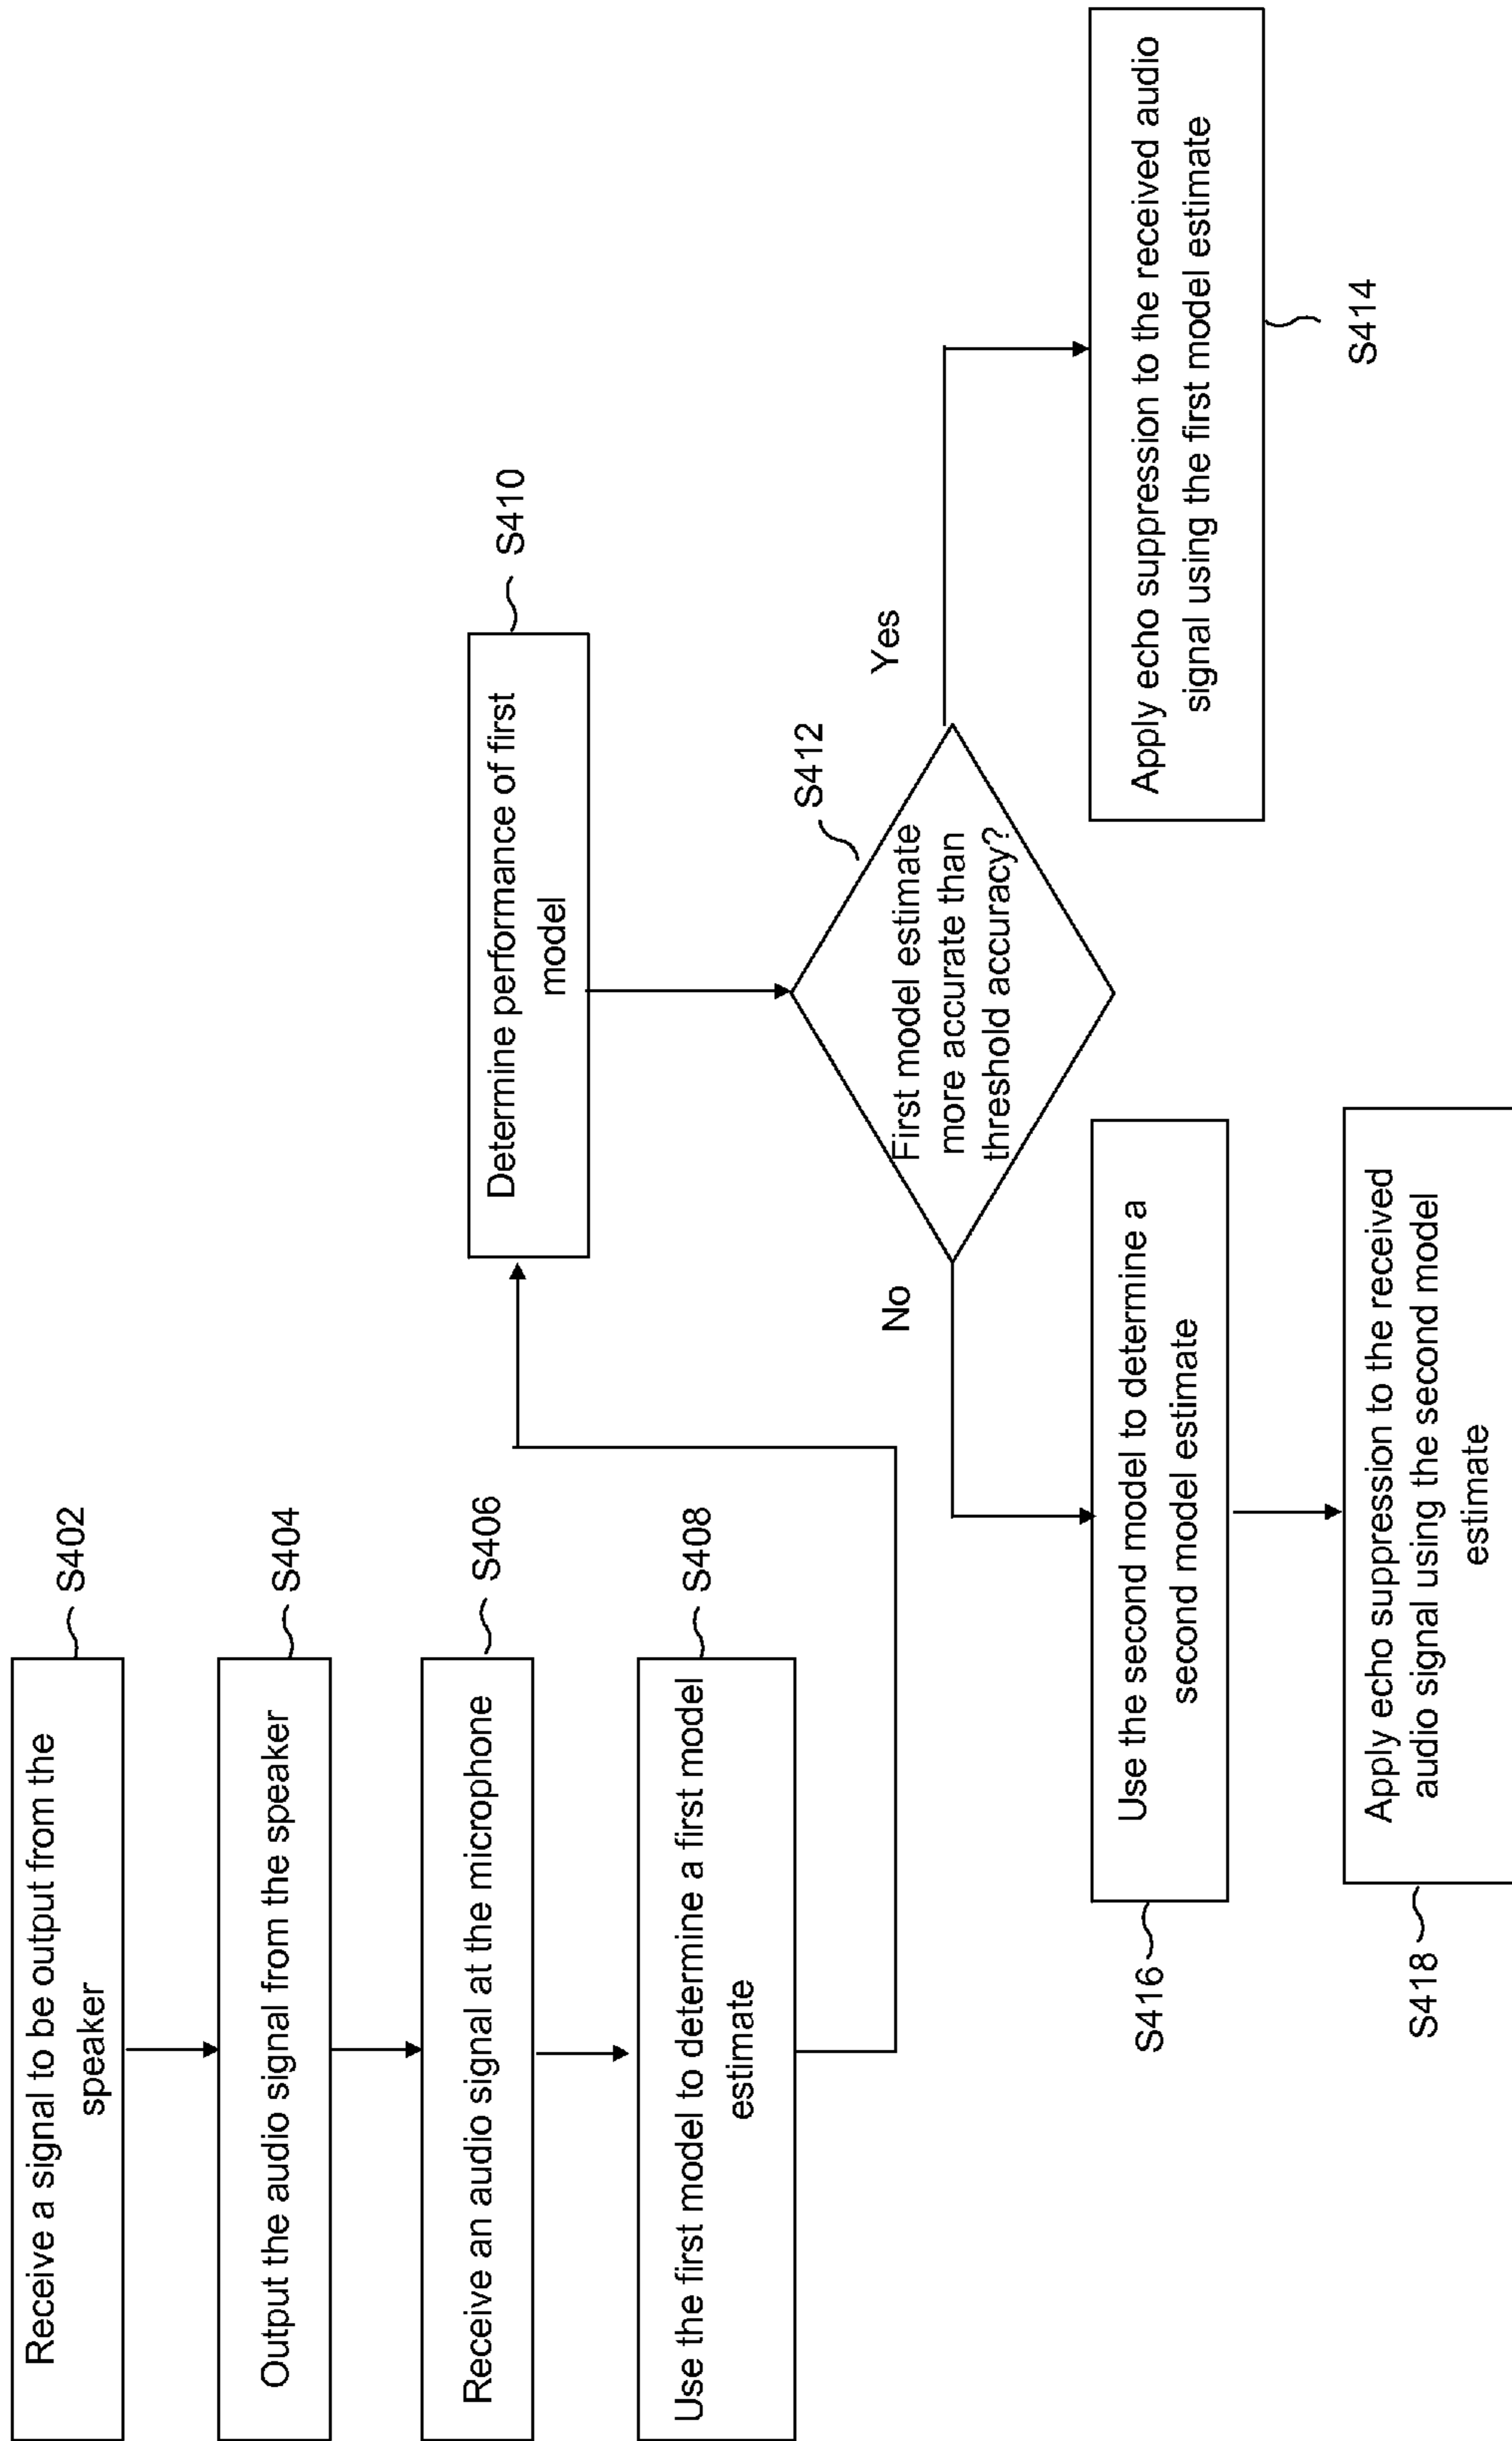 Receive a signal to be output from the
speaker
S402
Output the audio signal from the speaker
S404
Receive an audio signal at the microphone
S406
Use the first model to determine a first model
estimate
S408
Determine performance of first
model
S410
First model estimate
more accurate than
threshold accuracy?
S412
Yes
Apply echo suppression to the received audio
signal using the first model estimate
S414
No
Use the second model to determine a
second model estimate
S416
Apply echo suppression to the received
audio signal using the second model
estimate
S418